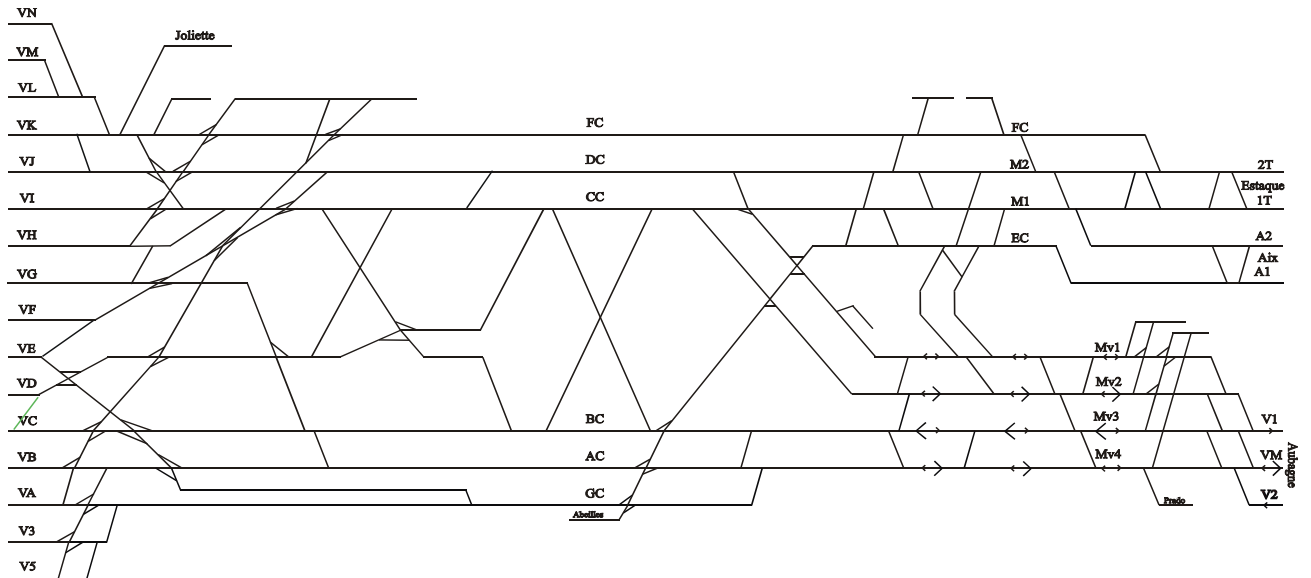 VN
Joliette
VM
VL
VK
FC
FC
VJ
DC
M2
2T
Estaque
VI
CC
M1
1T
VH
EC
A2
Aix
VG
A1
VF
VE
Mv1
VD
Mv2
VC
BC
Mv3
V1
VB
AC
Mv4
VM
Aubagne
VA
GC
Prado
V2
Abeilles
V3
V5